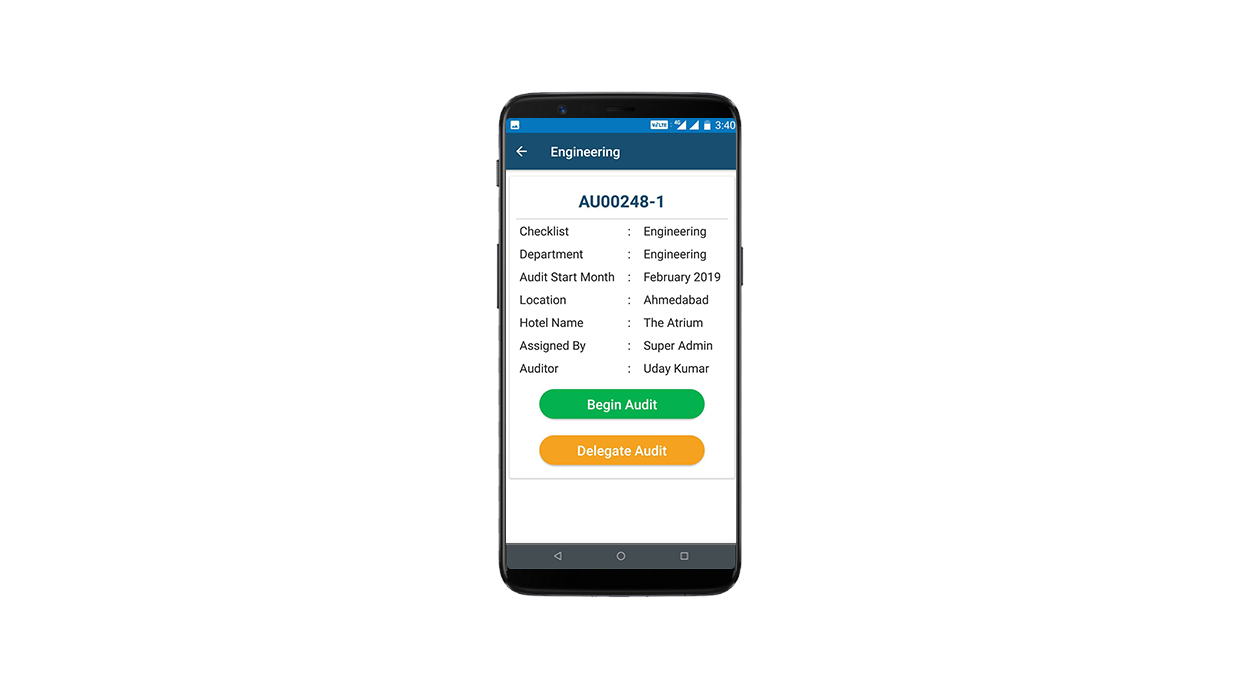 VoLTE 4G 3:40
Engineering
AU00248-1
Checklist : Engineering
Department : Engineering
Audit Start Month : February 2019
Location : Ahmedabad
Hotel Name : The Atrium
Assigned By : Super Admin
Auditor : Uday Kumar
Begin Audit
Delegate Audit